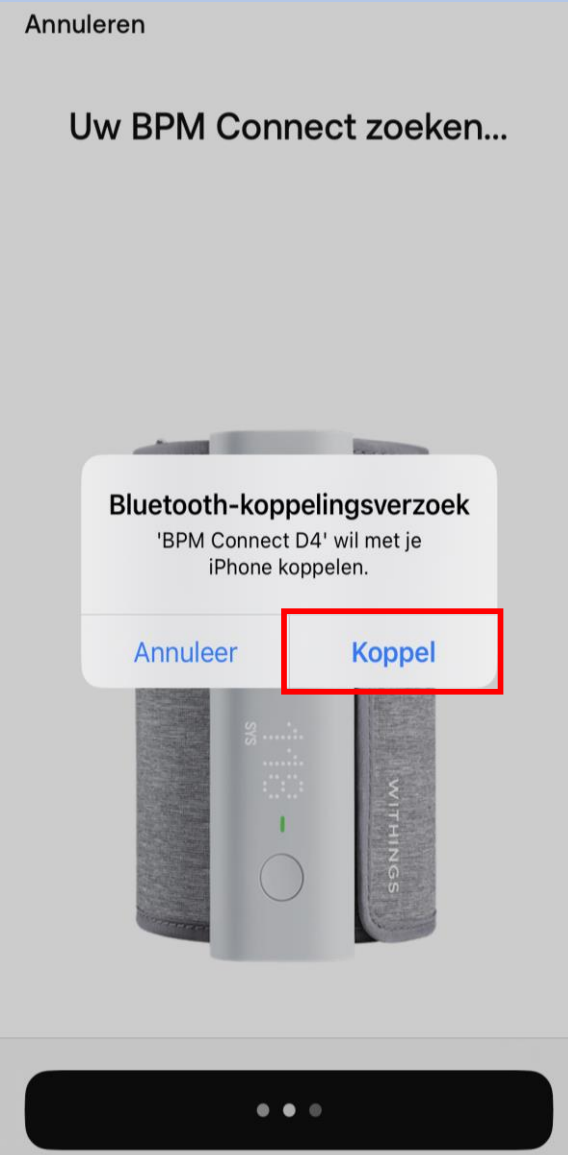 Annuleren
Uw BPM Connect zoeken...
Bluetooth-koppelingsverzoek
'BPM Connect D4' wil met je
iPhone koppelen.
Annuleer
Koppel
SYS
118
WITHINGS